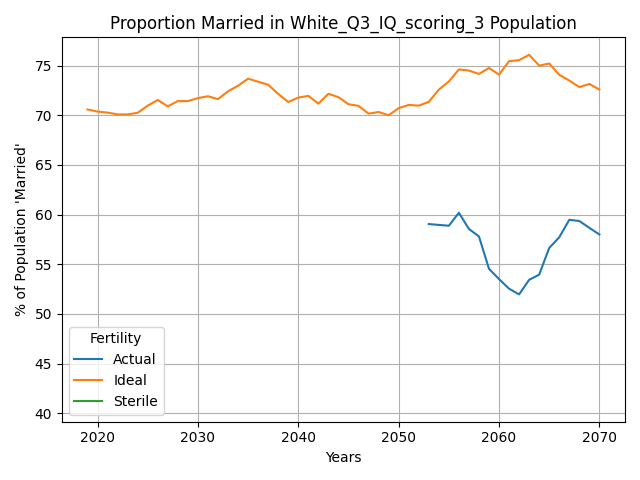 Proportion Married in White_Q3_IQ_scoring_3 Population
% of Population 'Married'
75
70
65
60
55
50
45
40
Fertility
Actual
Ideal
Sterile
2020 2030 2040 2050 2060 2070
Years